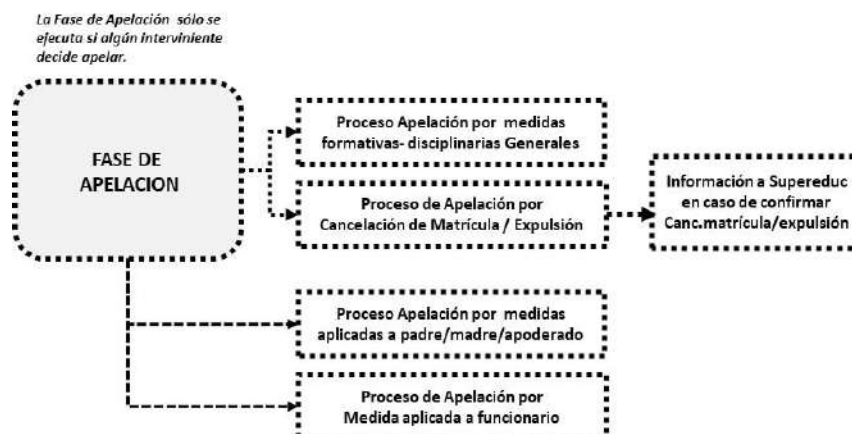 La Fase de Apelación sólo se
ejecuta si algún interviniente
decide apelar.
FASE DE
APELACION
Proceso Apelación por medidas
formativas- disciplinarias Generales
Proceso de Apelación por
Cancelación de Matrícula / Expulsión
Información a Supereduc
en caso de confirmar
Canc.matrícula/expulsión
Proceso Apelación por medidas
aplicadas a padre/madre/apoderado
Proceso de Apelación por
Medida aplicada a funcionario